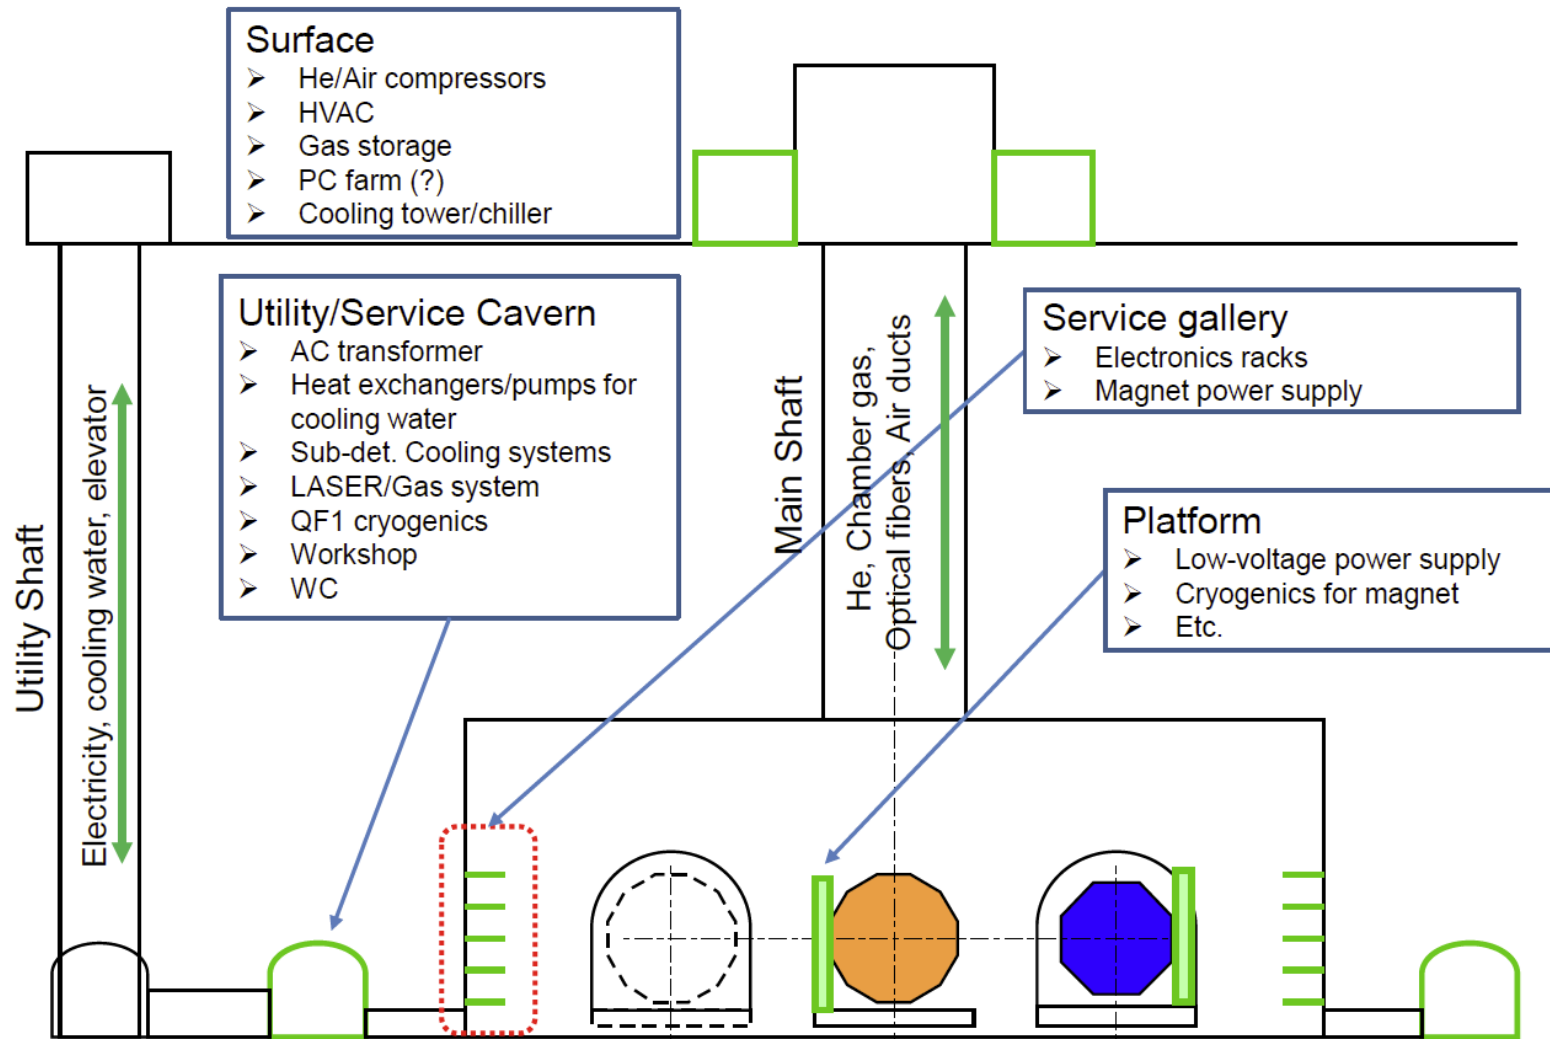 Surface
➢ He/Air compressors
➢ HVAC
➢ Gas storage
➢ PC farm (?)
➢ Cooling tower/chiller
Utility/Service Cavern
➢ AC transformer
➢ Heat exchangers/pumps for
cooling water
➢ Sub-det. Cooling systems
➢ LASER/Gas system
➢ QF1 cryogenics
➢ Workshop
➢ WC
Service gallery
➢ Electronics racks
➢ Magnet power supply
Platform
➢ Low-voltage power supply
➢ Cryogenics for magnet
➢ Etc.
Utility Shaft
Electricity, cooling water, elevator
Main Shaft
He, Chamber gas,
Optical fibers, Air ducts